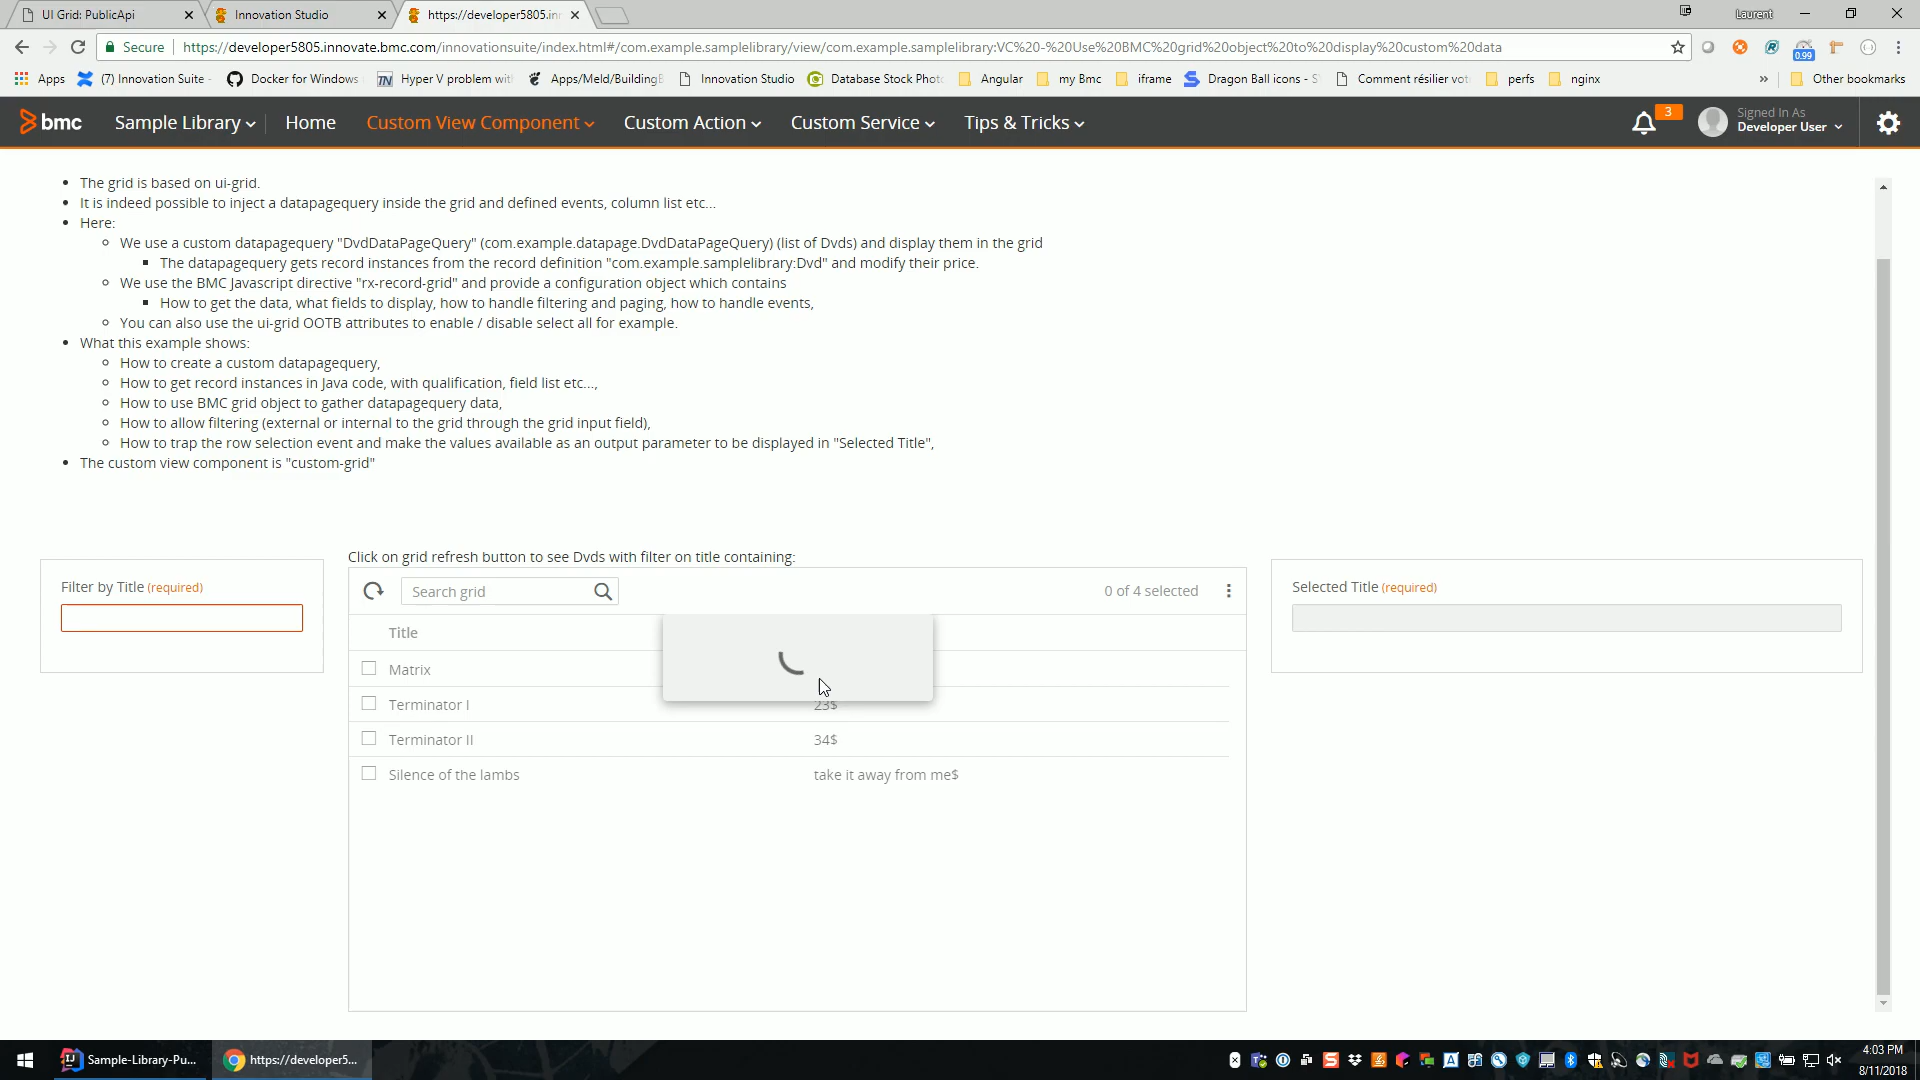 UI Grid: PublicApi
Innovation Studio
https://developer5805.in
Laurent
Secure
https://developer5805.innovate.bmc.com/innovationsuite/index.html#/com.example.samplelibrary/view/com.example.samplelibrary:VC%20-%20Use%20BMC%20grid%20object%20to%20display%20custom%20data
0.99
Apps
(7) Innovation Suite -
Docker for Windows
TN
Hyper V problem wit
Apps/Meld/Building
Innovation Studio
Database Stock Phot
Angular
my Bmc
iframe
Dragon Ball icons - S
Comment résilier vot
perfs
nginx
»
Other bookmarks
bmc
Sample Library
Home
Custom View Component
Custom Action
Custom Service
Tips & Tricks
3
Signed In As
Developer User
• The grid is based on ui-grid.
• It is indeed possible to inject a datapagequery inside the grid and defined events, column list etc...
• Here:
We use a custom datapagequery "DvdDataPageQuery" (com.example.datapage.DvdDataPageQuery) (list of Dvds) and display them in the grid
The datapagequery gets record instances from the record definition "com.example.samplelibrary:Dvd" and modify their price.
We use the BMC Javascript directive "rx-record-grid" and provide a configuration object which contains
How to get the data, what fields to display, how to handle filtering and paging, how to handle events,
You can also use the ui-grid OOTB attributes to enable / disable select all for example.
• What this example shows:
How to create a custom datapagequery,
How to get record instances in Java code, with qualification, field list etc...,
How to use BMC grid object to gather datapagequery data,
How to allow filtering (external or internal to the grid through the grid input field),
How to trap the row selection event and make the values available as an output parameter to be displayed in "Selected Title",
• The custom view component is "custom-grid"
Click on grid refresh button to see Dvds with filter on title containing:
Filter by Title (required)
Search grid
0 of 4 selected
Selected Title (required)
Title
Matrix
Terminator I
23$
Terminator II
34$
Silence of the lambs
take it away from me$
Sample-Library-Pu...
https://developer5...
4:03 PM
8/11/2018